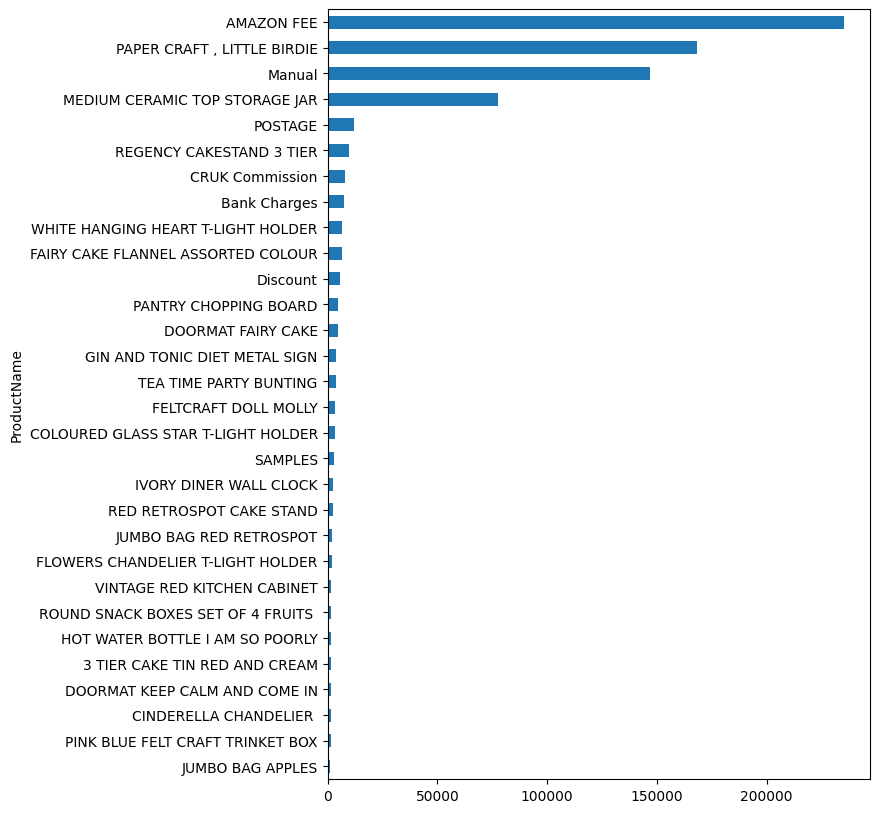 AMAZON FEE
PAPER CRAFT , LITTLE BIRDIE
Manual
MEDIUM CERAMIC TOP STORAGE JAR
POSTAGE
REGENCY CAKESTAND 3 TIER
CRUK Commission
Bank Charges
WHITE HANGING HEART T-LIGHT HOLDER
FAIRY CAKE FLANNEL ASSORTED COLOUR
Discount
PANTRY CHOPPING BOARD
DOORMAT FAIRY CAKE
GIN AND TONIC DIET METAL SIGN
TEA TIME PARTY BUNTING
FELTCRAFT DOLL MOLLY
COLOURED GLASS STAR T-LIGHT HOLDER
SAMPLES
IVORY DINER WALL CLOCK
RED RETROSPOT CAKE STAND
JUMBO BAG RED RETROSPOT
FLOWERS CHANDELIER T-LIGHT HOLDER
VINTAGE RED KITCHEN CABINET
ROUND SNACK BOXES SET OF 4 FRUITS
HOT WATER BOTTLE I AM SO POORLY
3 TIER CAKE TIN RED AND CREAM
DOORMAT KEEP CALM AND COME IN
CINDERELLA CHANDELIER
PINK BLUE FELT CRAFT TRINKET BOX
JUMBO BAG APPLES
ProductName
0 50000 100000 150000 200000